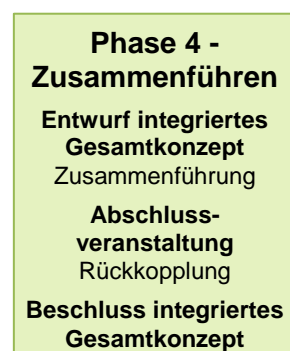 Phase 4 -
Zusammenführen
Entwurf integriertes
Gesamtkonzept
Zusammenführung
Abschluss-
veranstaltung
Rückkopplung
Beschluss integriertes
Gesamtkonzept